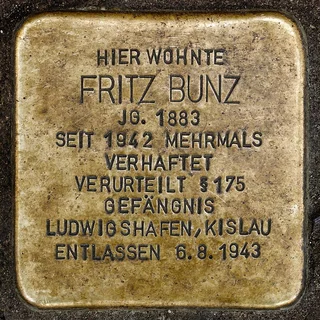 HIER WOHNTE
FRITZ BUNZ
JG. 1883
SEIT 1942 MEHRMALS
VERHAFTET
VERURTEILT §175
GEFÄNGNIS
LUDWIGSHAFEN, KISLAU
ENTLASSEN 6.8.1943